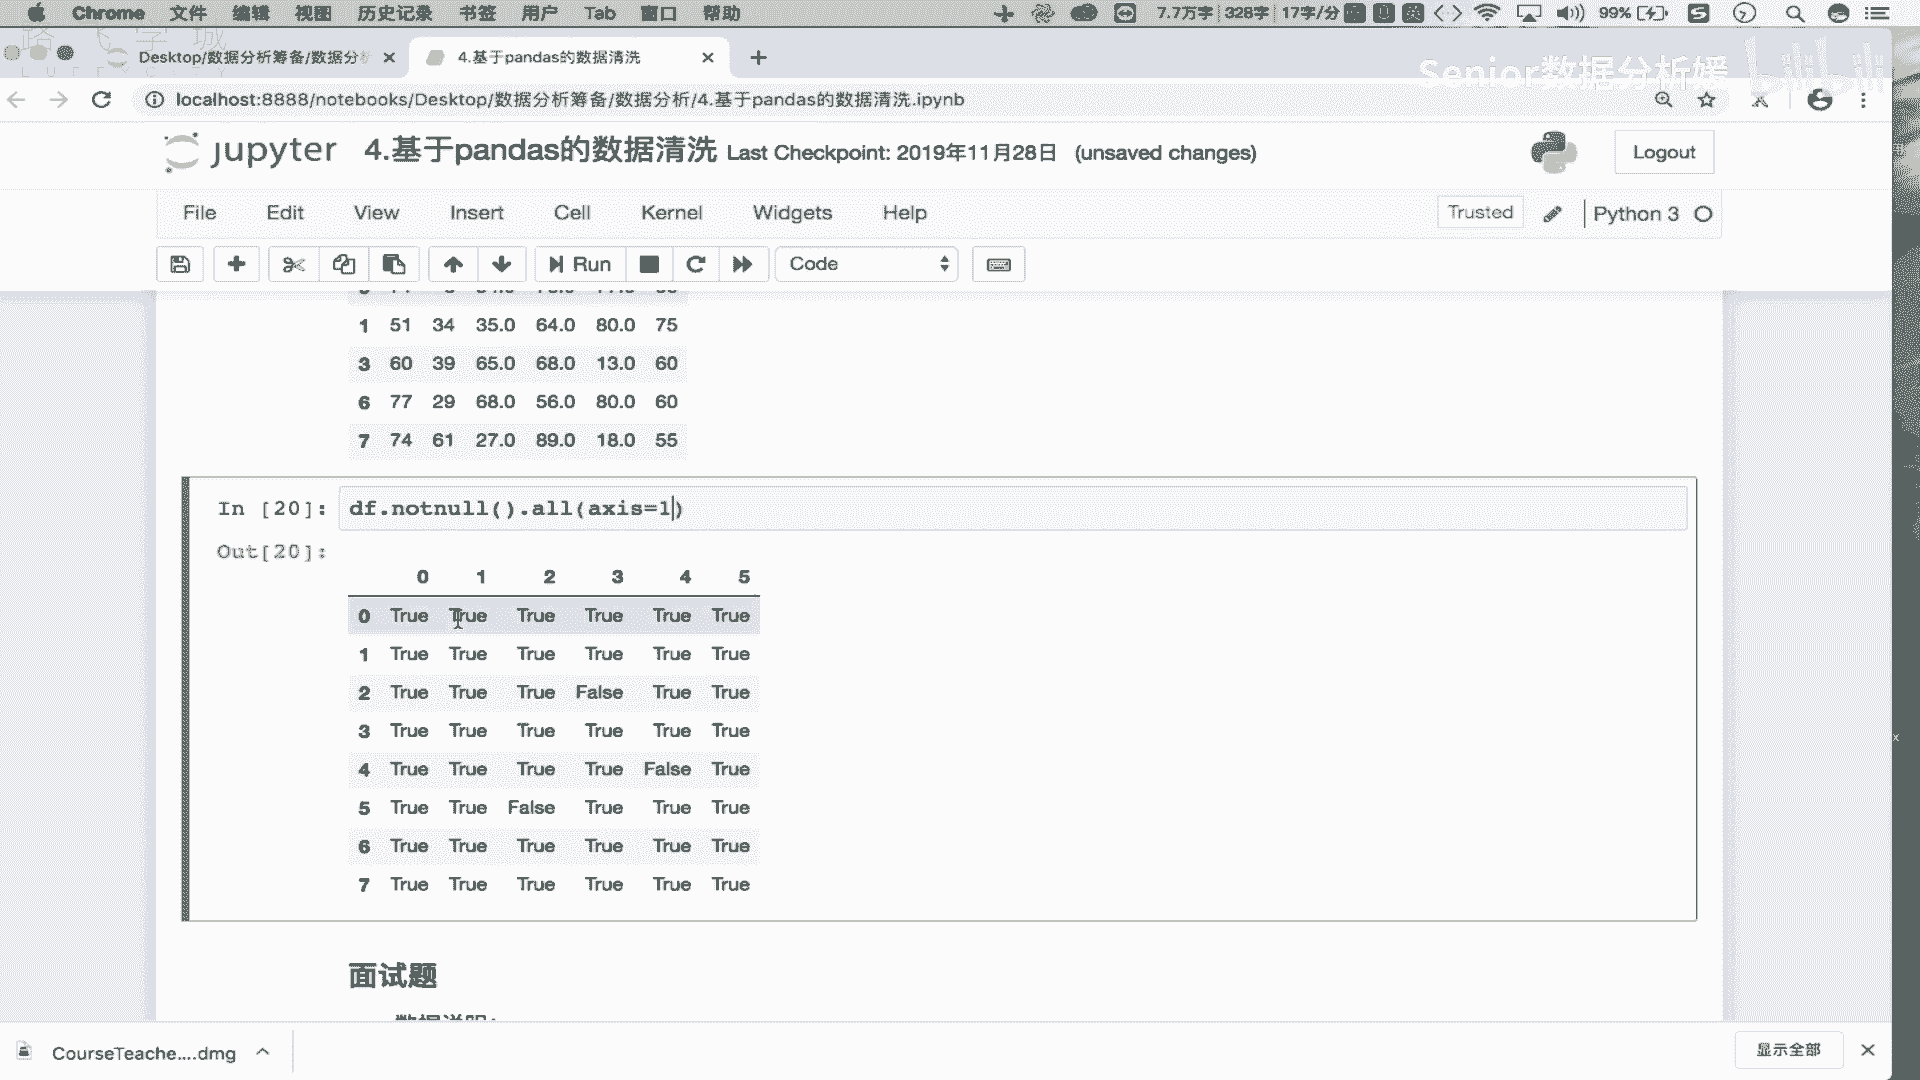 Chrome 文件 编辑 视图 历史记录 书签 用户 Tab 窗口 帮助 7.7万字 328字 17字/分 英 99%
Desktop/数据分析筹备/数据分析
4.基于pandas的数据清洗
Senior数据分析媛 bilibili
localhost:8888/notebooks/Desktop/数据分析筹备/数据分析/4.基于pandas的数据清洗.ipynb
jupyter 4.基于pandas的数据清洗 Last Checkpoint: 2019年11月28日 (unsaved changes) Logout
File Edit View Insert Cell Kernel Widgets Help Trusted Python 3
Run Code
1 51 34 35.0 64.0 80.0 75
3 60 39 65.0 68.0 13.0 60
6 77 29 68.0 56.0 80.0 60
7 74 61 27.0 89.0 18.0 55
In [20]: df.notnull().all(axis=1)
Out[20]:
0 1 2 3 4 5
0 True True True True True True
1 True True True True True True
2 True True True False True True
3 True True True True True True
4 True True True True False True
5 True True False True True True
6 True True True True True True
7 True True True True True True
面试题
数据说明:
CourseTeache....dmg 显示全部